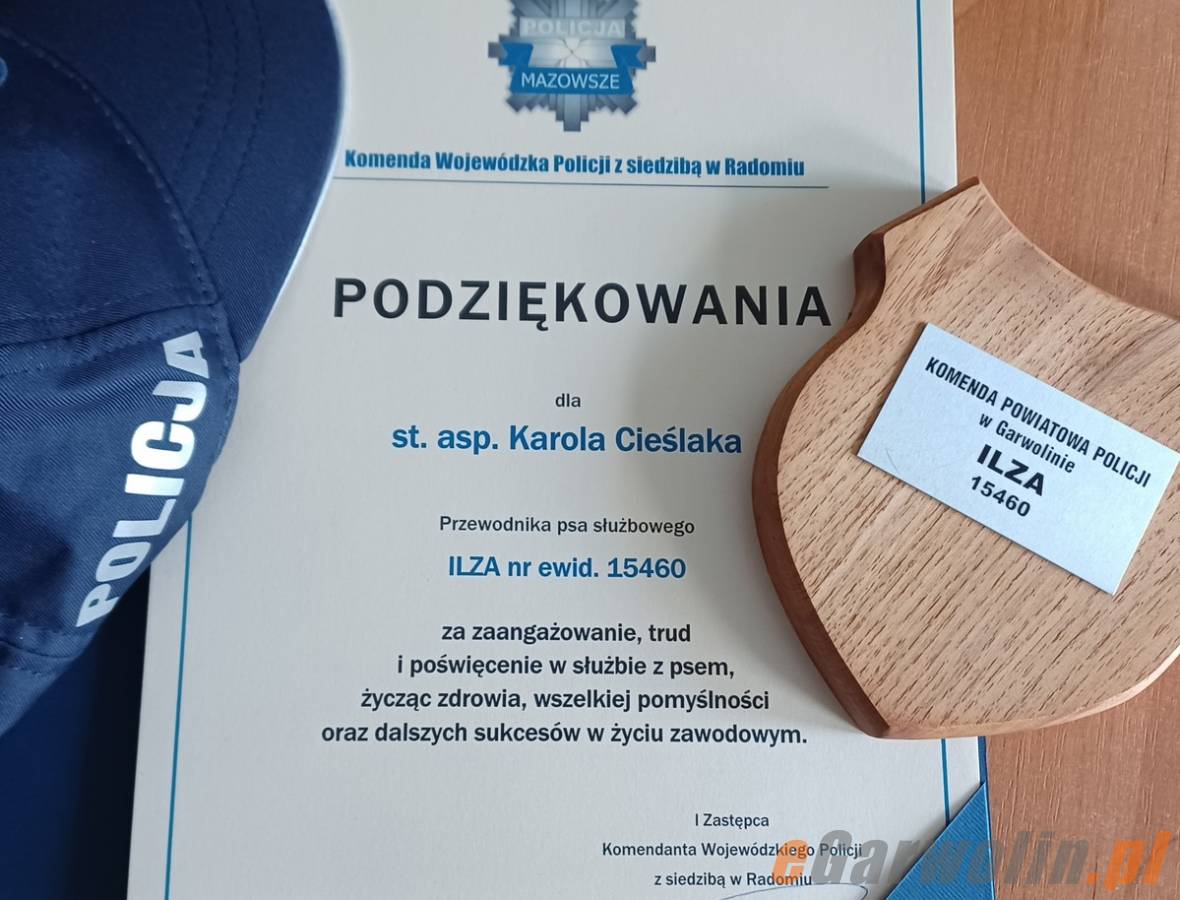 POLICJA
MAZOWSZE
Komenda Wojewódzka Policji z siedzibą w Radomiu
PODZIĘKOWANIA
dla
st. asp. Karola Cieślaka
Przewodnika psa służbowego
ILZA nr ewid. 15460
za zaangażowanie, trud
i poświęcenie w służbie z psem,
życząc zdrowia, wszelkiej pomyślności
oraz dalszych sukcesów w życiu zawodowym.
I Zastępca
Komendanta Wojewódzkiego Policji
z siedzibą w Radomiu
POLICJA
KOMENDA POWIATOWA POLICJI
w Garwolinie
ILZA
15460
eGarwolin.pl